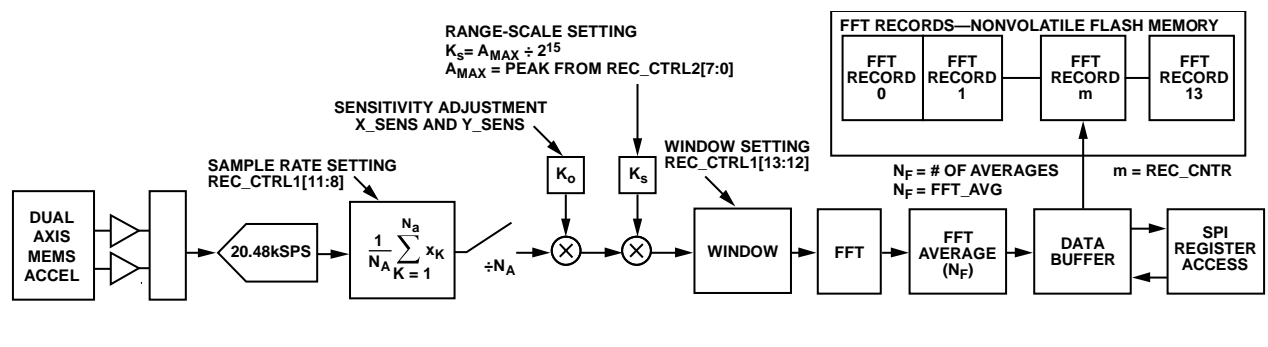 RANGE-SCALE SETTING
Ks= AMAX ÷ 2¹⁵
AMAX = PEAK FROM REC_CTRL2[7:0]
SENSITIVITY ADJUSTMENT
X_SENS AND Y_SENS
SAMPLE RATE SETTING
REC_CTRL1[11:8]
WINDOW SETTING
REC_CTRL1[13:12]
FFT RECORDS—NONVOLATILE FLASH MEMORY
FFT
RECORD
0
FFT
RECORD
1
FFT
RECORD
m
FFT
RECORD
13
NF = # OF AVERAGES
NF = FFT_AVG
m = REC_CNTR
DUAL
AXIS
MEMS
ACCEL
20.48kSPS
1
NA
Na
∑ xK
K = 1
÷NA
Ko
×
Ks
×
WINDOW
FFT
FFT
AVERAGE
(NF)
DATA
BUFFER
SPI
REGISTER
ACCESS